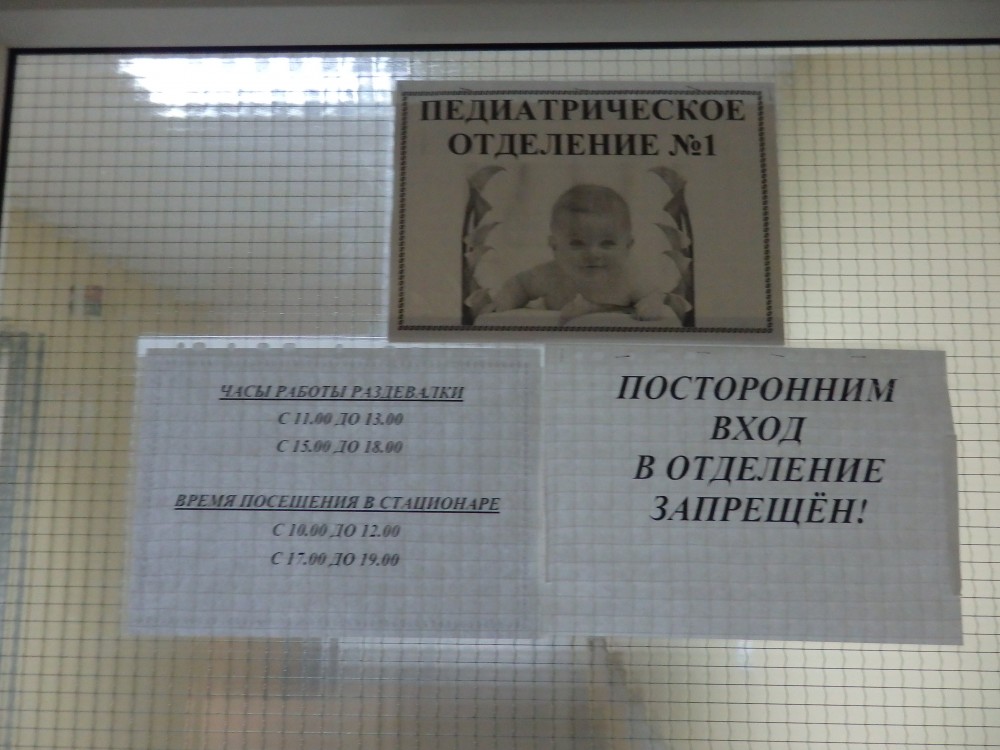 ПЕДИАТРИЧЕСКОЕ
ОТДЕЛЕНИЕ №1
ЧАСЫ РАБОТЫ РАЗДЕВАЛКИ
С 11.00 ДО 13.00
С 15.00 ДО 18.00
ВРЕМЯ ПОСЕЩЕНИЯ В СТАЦИОНАРЕ
С 10.00 ДО 12.00
С 17.00 ДО 19.00
ПОСТОРОННИМ
ВХОД
В ОТДЕЛЕНИЕ
ЗАПРЕЩЁН!